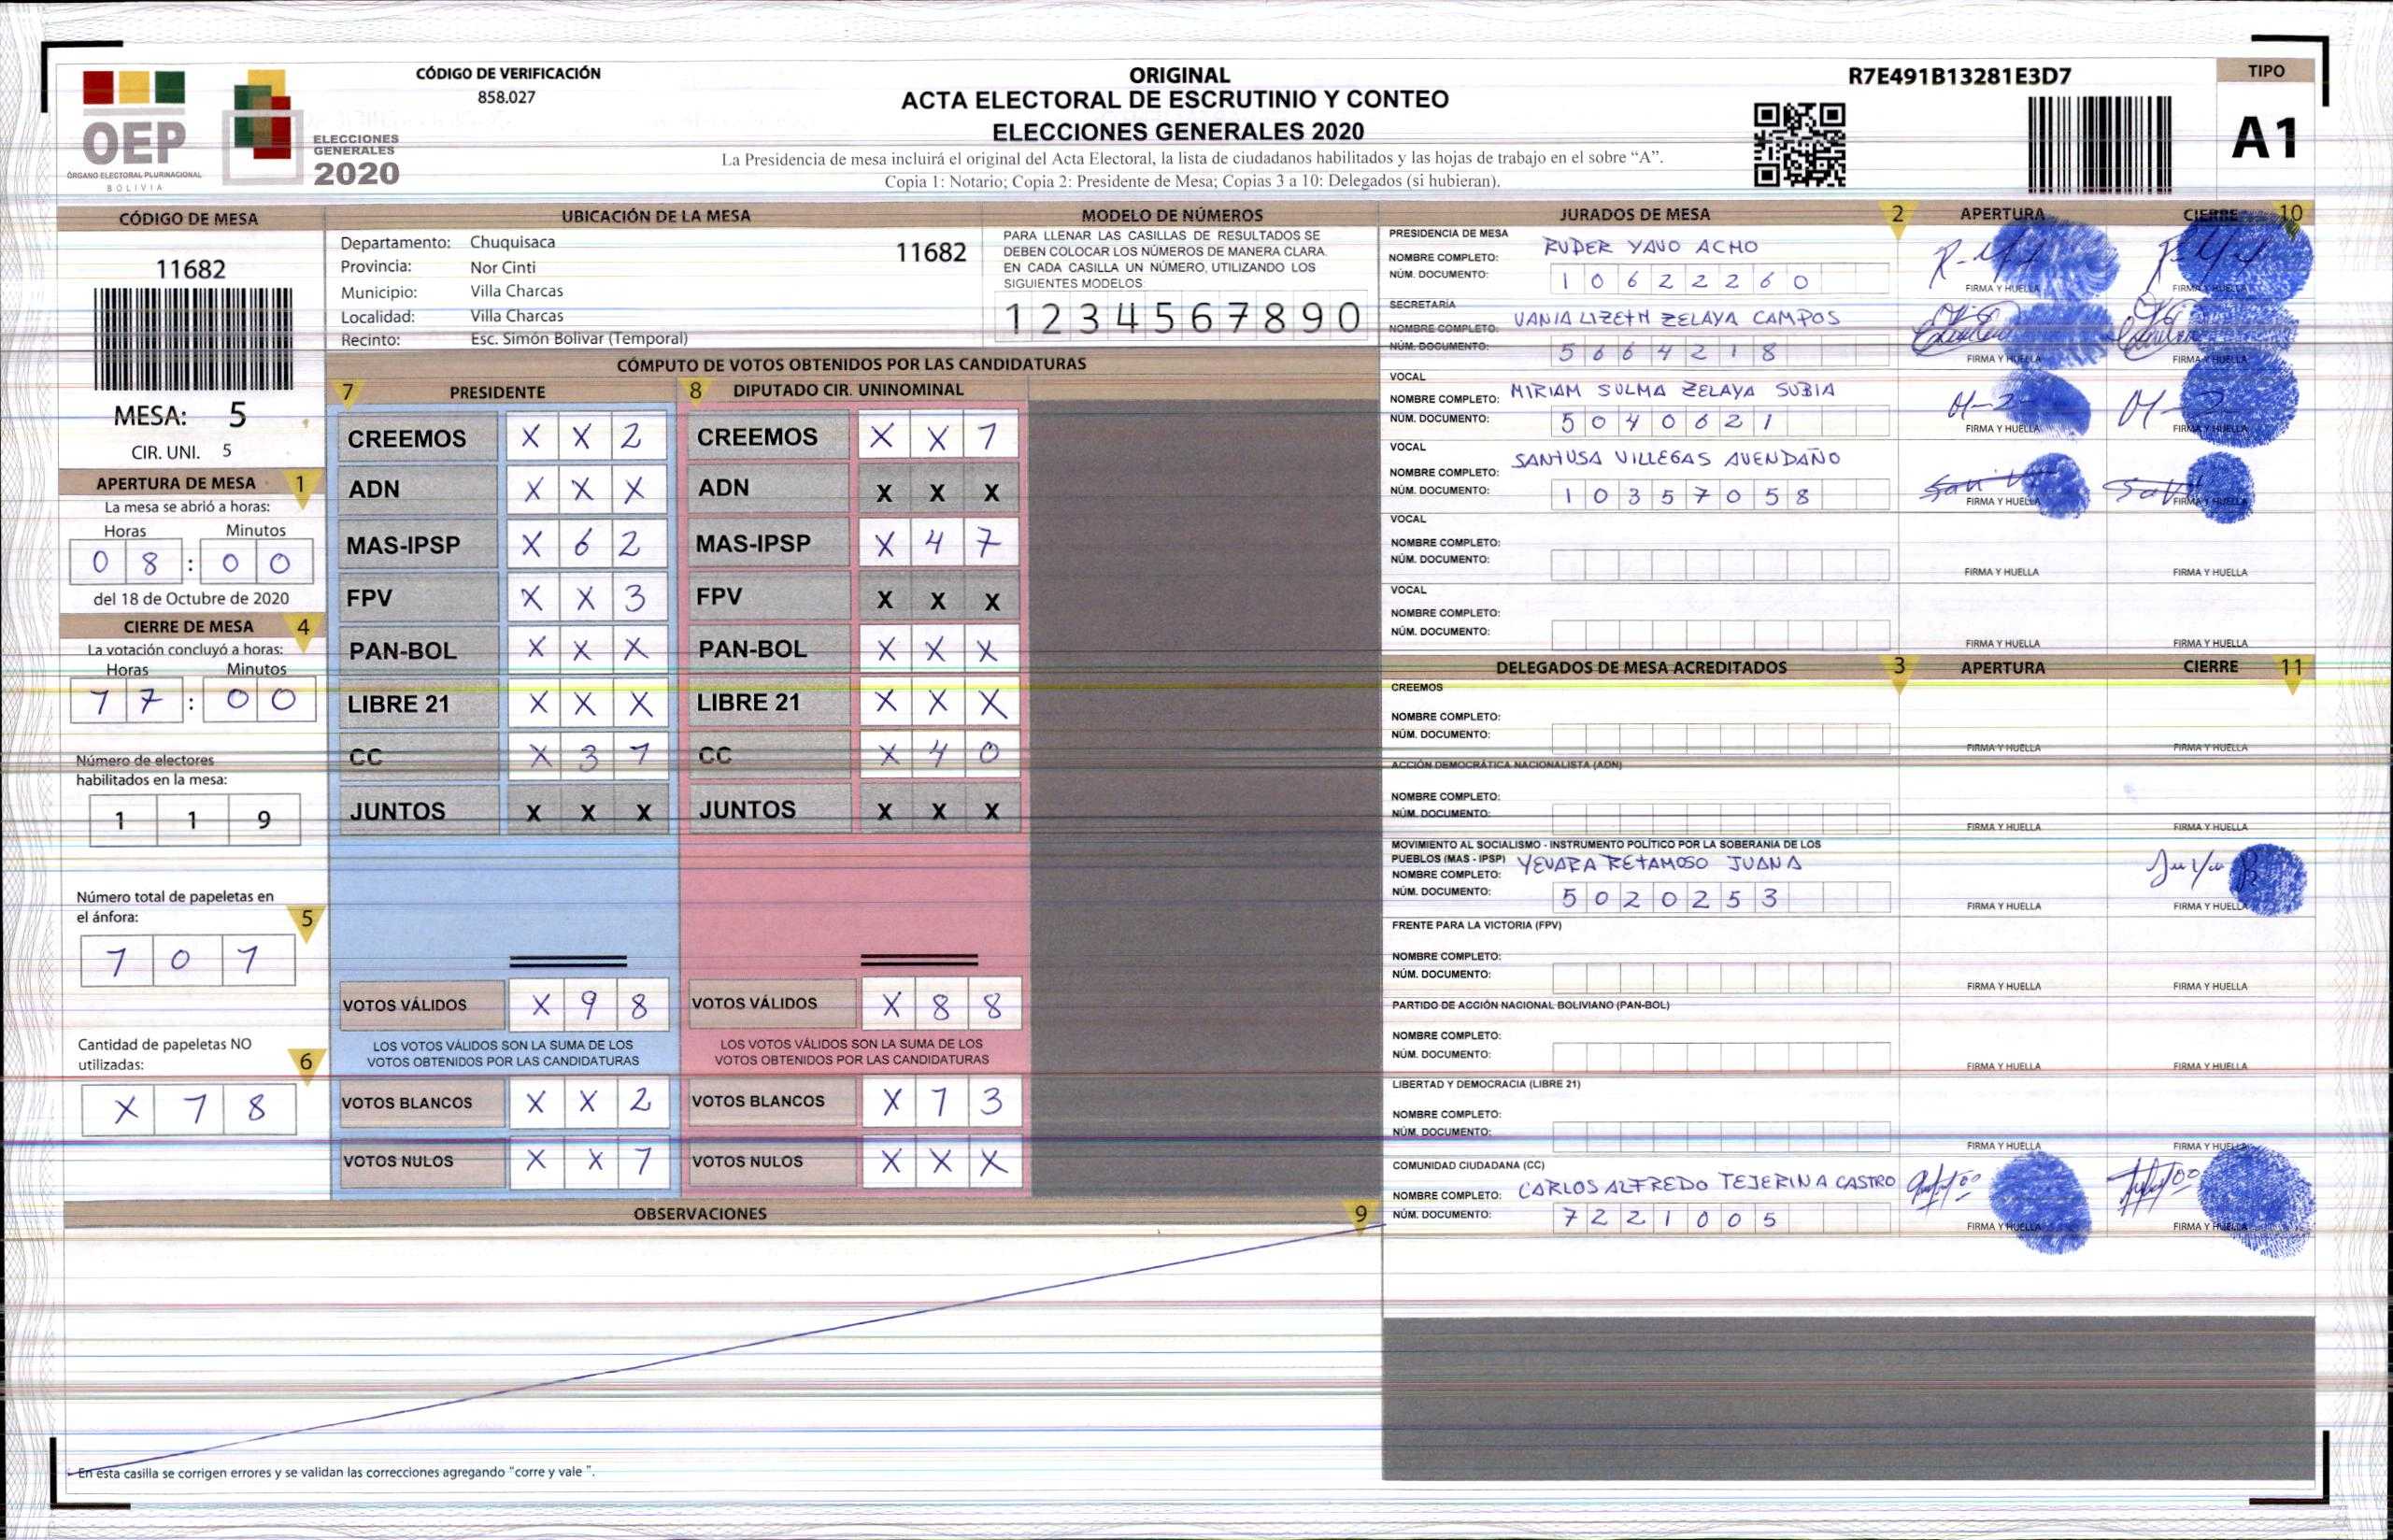 CÓDIGO DE VERIFICACIÓN
858.027
OEP
ÓRGANO ELECTORAL PLURINACIONAL
BOLIVIA
ELECCIONES
GENERALES
2020
ORIGINAL
ACTA ELECTORAL DE ESCRUTINIO Y CONTEO
ELECCIONES GENERALES 2020
La Presidencia de mesa incluirá el original del Acta Electoral, la lista de ciudadanos habilitados y las hojas de trabajo en el sobre “A”.
Copia 1: Notario; Copia 2: Presidente de Mesa; Copias 3 a 10: Delegados (si hubieran).
R7E491B13281E3D7
TIPO
A1
CÓDIGO DE MESA
11682
MESA: 5
CIR. UNI. 5
UBICACIÓN DE LA MESA
Departamento: Chuquisaca
11682
Provincia: Nor Cinti
Municipio: Villa Charcas
Localidad: Villa Charcas
Recinto: Esc. Simón Bolivar (Temporal)
MODELO DE NÚMEROS
PARA LLENAR LAS CASILLAS DE RESULTADOS SE
DEBEN COLOCAR LOS NÚMEROS DE MANERA CLARA.
EN CADA CASILLA UN NÚMERO, UTILIZANDO LOS
SIGUIENTES MODELOS
1 2 3 4 5 6 7 8 9 0
APERTURA DE MESA 1
La mesa se abrió a horas:
Horas Minutos
0 8 : 0 0
del 18 de Octubre de 2020
CIERRE DE MESA 4
La votación concluyó a horas:
Horas Minutos
1 7 : 0 0
Número de electores
habilitados en la mesa:
1 1 9
Número total de papeletas en
el ánfora: 5
1 0 1
Cantidad de papeletas NO
utilizadas: 6
X 1 8
CÓMPUTO DE VOTOS OBTENIDOS POR LAS CANDIDATURAS
7 PRESIDENTE
CREEMOS X X 2
ADN X X X
MAS-IPSP X 6 2
FPV X X 3
PAN-BOL X X X
LIBRE 21 X X X
CC X 3 1
JUNTOS X X X
VOTOS VÁLIDOS X 9 8
LOS VOTOS VÁLIDOS SON LA SUMA DE LOS
VOTOS OBTENIDOS POR LAS CANDIDATURAS
VOTOS BLANCOS X X 2
VOTOS NULOS X X 1
8 DIPUTADO CIR. UNINOMINAL
CREEMOS X X 1
ADN X X X
MAS-IPSP X 4 7
FPV X X X
PAN-BOL X X X
LIBRE 21 X X X
CC X 4 0
JUNTOS X X X
VOTOS VÁLIDOS X 8 8
LOS VOTOS VÁLIDOS SON LA SUMA DE LOS
VOTOS OBTENIDOS POR LAS CANDIDATURAS
VOTOS BLANCOS X 1 3
VOTOS NULOS X X X
OBSERVACIONES 9
En esta casilla se corrigen errores y se validan las correcciones agregando “corre y vale ”.
JURADOS DE MESA 2 APERTURA CIERRE 10
PRESIDENCIA DE MESA
NOMBRE COMPLETO: RUDER YAVO ACHO
NÚM. DOCUMENTO: 1 0 6 2 2 2 6 0
FIRMA Y HUELLA FIRMA Y HUELLA
SECRETARÍA
NOMBRE COMPLETO: VANIA LIZETH ZELAYA CAMPOS
NÚM. DOCUMENTO: 5 6 6 4 2 1 8
FIRMA Y HUELLA FIRMA Y HUELLA
VOCAL
NOMBRE COMPLETO: MIRIAM SULMA ZELAYA SUBIA
NÚM. DOCUMENTO: 5 0 4 0 6 2 1
FIRMA Y HUELLA FIRMA Y HUELLA
VOCAL
NOMBRE COMPLETO: SANTUSA VILLEGAS AVENDAÑO
NÚM. DOCUMENTO: 1 0 3 5 7 0 5 8
FIRMA Y HUELLA FIRMA Y HUELLA
VOCAL
NOMBRE COMPLETO:
NÚM. DOCUMENTO:
FIRMA Y HUELLA FIRMA Y HUELLA
VOCAL
NOMBRE COMPLETO:
NÚM. DOCUMENTO:
FIRMA Y HUELLA FIRMA Y HUELLA
DELEGADOS DE MESA ACREDITADOS 3 APERTURA CIERRE 11
CREEMOS
NOMBRE COMPLETO:
NÚM. DOCUMENTO:
FIRMA Y HUELLA FIRMA Y HUELLA
ACCIÓN DEMOCRÁTICA NACIONALISTA (ADN)
NOMBRE COMPLETO:
NÚM. DOCUMENTO:
FIRMA Y HUELLA FIRMA Y HUELLA
MOVIMIENTO AL SOCIALISMO - INSTRUMENTO POLÍTICO POR LA SOBERANIA DE LOS
PUEBLOS (MAS - IPSP)
NOMBRE COMPLETO: YEVARA RETAMOSO JUANA
NÚM. DOCUMENTO: 5 0 2 0 2 5 3
FIRMA Y HUELLA FIRMA Y HUELLA
FRENTE PARA LA VICTORIA (FPV)
NOMBRE COMPLETO:
NÚM. DOCUMENTO:
FIRMA Y HUELLA FIRMA Y HUELLA
PARTIDO DE ACCIÓN NACIONAL BOLIVIANO (PAN-BOL)
NOMBRE COMPLETO:
NÚM. DOCUMENTO:
FIRMA Y HUELLA FIRMA Y HUELLA
LIBERTAD Y DEMOCRACIA (LIBRE 21)
NOMBRE COMPLETO:
NÚM. DOCUMENTO:
FIRMA Y HUELLA FIRMA Y HUELLA
COMUNIDAD CIUDADANA (CC)
NOMBRE COMPLETO: CARLOS ALFREDO TEJERINA CASTRO
NÚM. DOCUMENTO: 7 2 2 1 0 0 5
FIRMA Y HUELLA FIRMA Y HUELLA